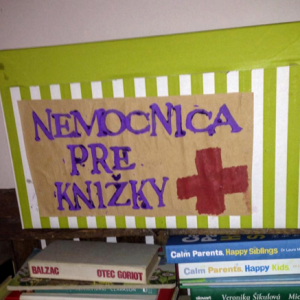 NEMOCNICA
PRE
KNIŽKY
BALZAC OTEC GORIOT
Calm Parents, Happy Siblings
Calm Parents, Happy Kids
Veronika Šikulová